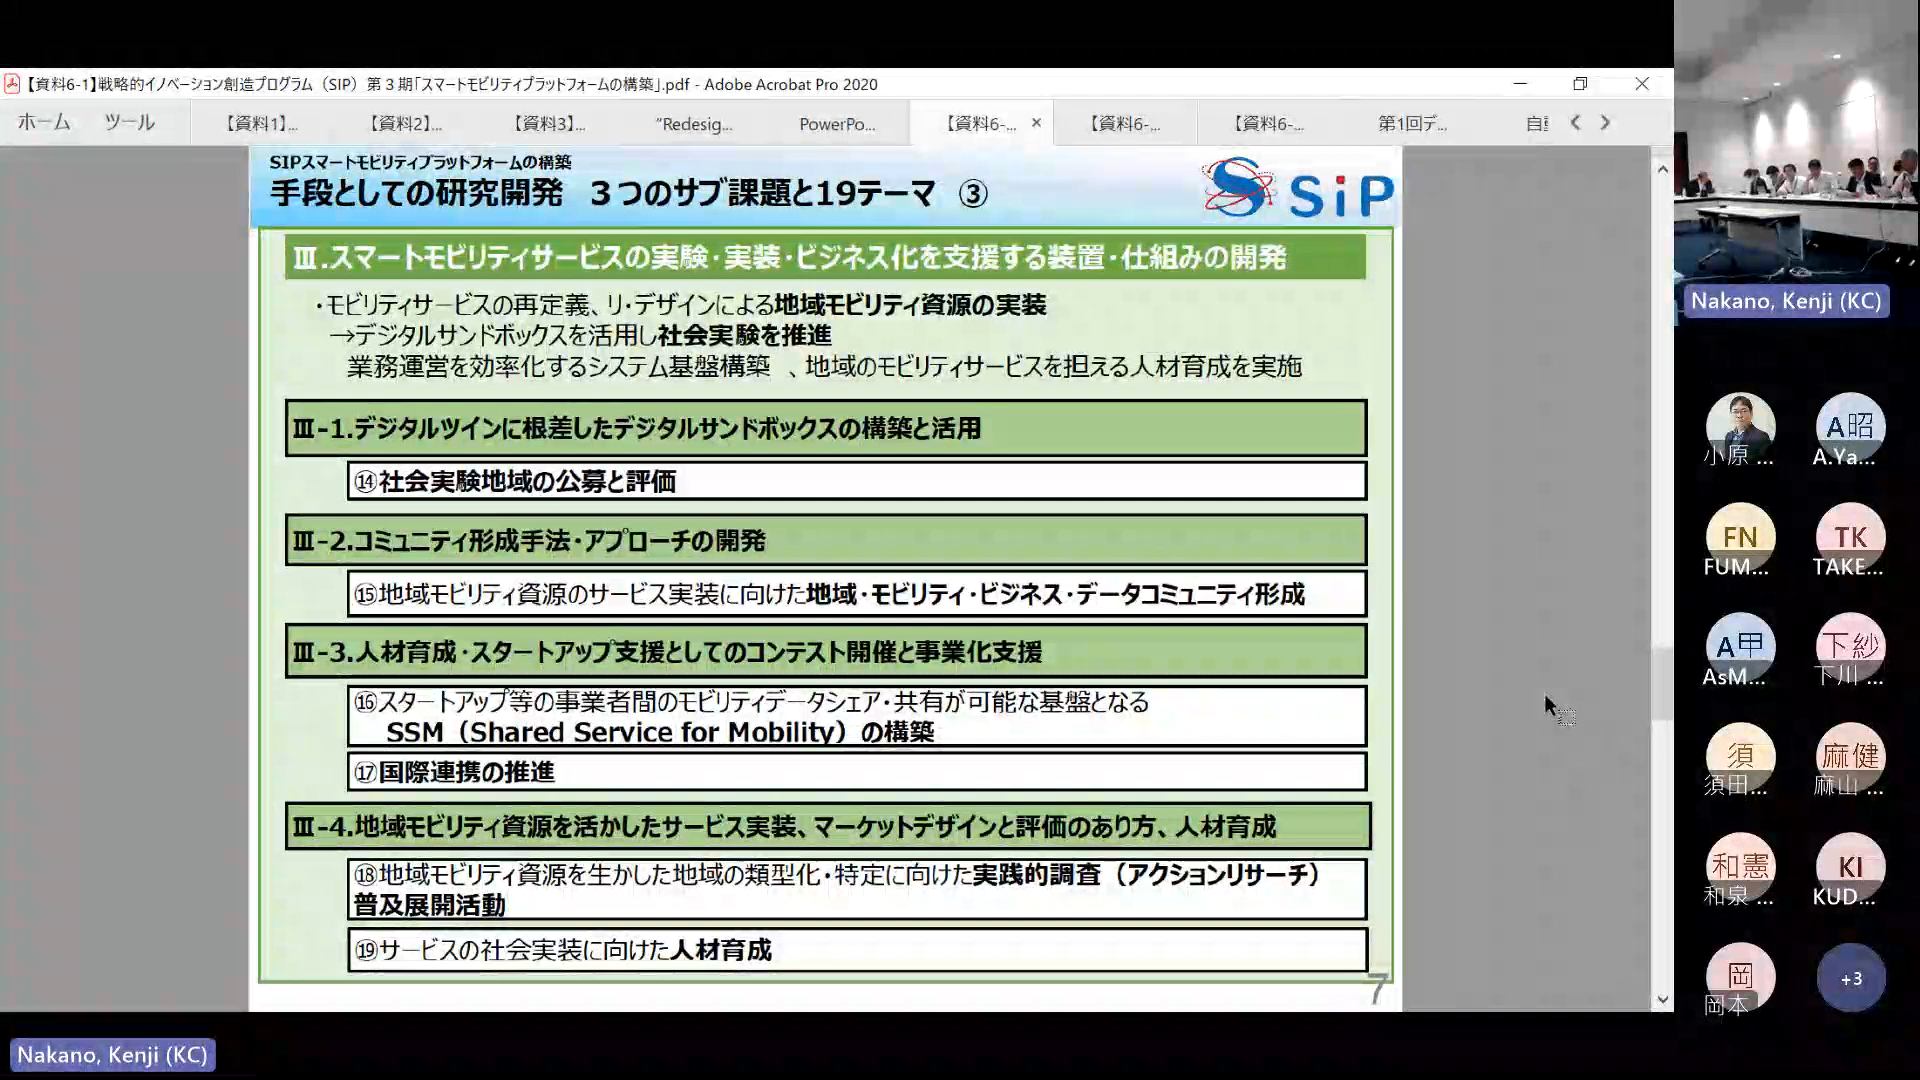 【資料6-1】戦略的イノベーション創造プログラム（SIP）第３期「スマートモビリティプラットフォームの構築」.pdf - Adobe Acrobat Pro 2020
ホーム ツール 【資料1】... 【資料2】... 【資料3】... "Redesig... PowerPo... 【資料6-... × 【資料6-... 【資料6-... 第1回デ... 自動
SIPスマートモビリティプラットフォームの構築
手段としての研究開発 ３つのサブ課題と19テーマ ③
SiP
Ⅲ.スマートモビリティサービスの実験・実装・ビジネス化を支援する装置・仕組みの開発
・モビリティサービスの再定義、リ・デザインによる地域モビリティ資源の実装
→デジタルサンドボックスを活用し社会実験を推進
業務運営を効率化するシステム基盤構築 、地域のモビリティサービスを担える人材育成を実施
Ⅲ-1.デジタルツインに根差したデジタルサンドボックスの構築と活用
⑭社会実験地域の公募と評価
Ⅲ-2.コミュニティ形成手法・アプローチの開発
⑮地域モビリティ資源のサービス実装に向けた地域・モビリティ・ビジネス・データコミュニティ形成
Ⅲ-3.人材育成・スタートアップ支援としてのコンテスト開催と事業化支援
⑯スタートアップ等の事業者間のモビリティデータシェア・共有が可能な基盤となる
SSM（Shared Service for Mobility）の構築
⑰国際連携の推進
Ⅲ-4.地域モビリティ資源を活かしたサービス実装、マーケットデザインと評価のあり方、人材育成
⑱地域モビリティ資源を生かした地域の類型化・特定に向けた実践的調査（アクションリサーチ）
普及展開活動
⑲サービスの社会実装に向けた人材育成
7
Nakano, Kenji (KC)
Nakano, Kenji (KC)
小原 ...
A昭
A.Ya...
FN
FUM...
TK
TAKE...
A甲
AsM...
下紗
下川 ...
須
須田...
麻健
麻山 ...
和憲
和泉 ...
KI
KUD...
岡
岡本
+3